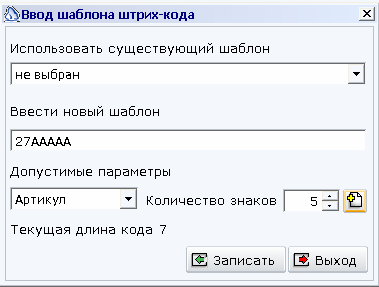 Ввод шаблона штрих-кода
Использовать существующий шаблон
не выбран
Ввести новый шаблон
27AAAAA
Допустимые параметры
Артикул Количество знаков 5
Текущая длина кода 7
Записать Выход